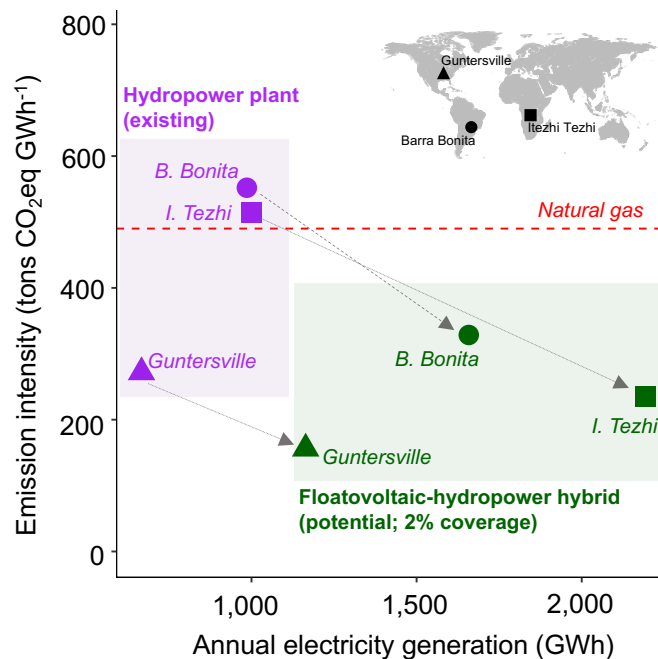 800
600
400
200
0
Emission intensity (tons CO₂eq GWh⁻¹)
Guntersville
Barra Bonita
Itezhi Tezhi
Hydropower plant
(existing)
B. Bonita
I. Tezhi
Natural gas
Guntersville
B. Bonita
I. Tezhi
Guntersville
Floatovoltaic-hydropower hybrid
(potential; 2% coverage)
1,000
1,500
2,000
Annual electricity generation (GWh)